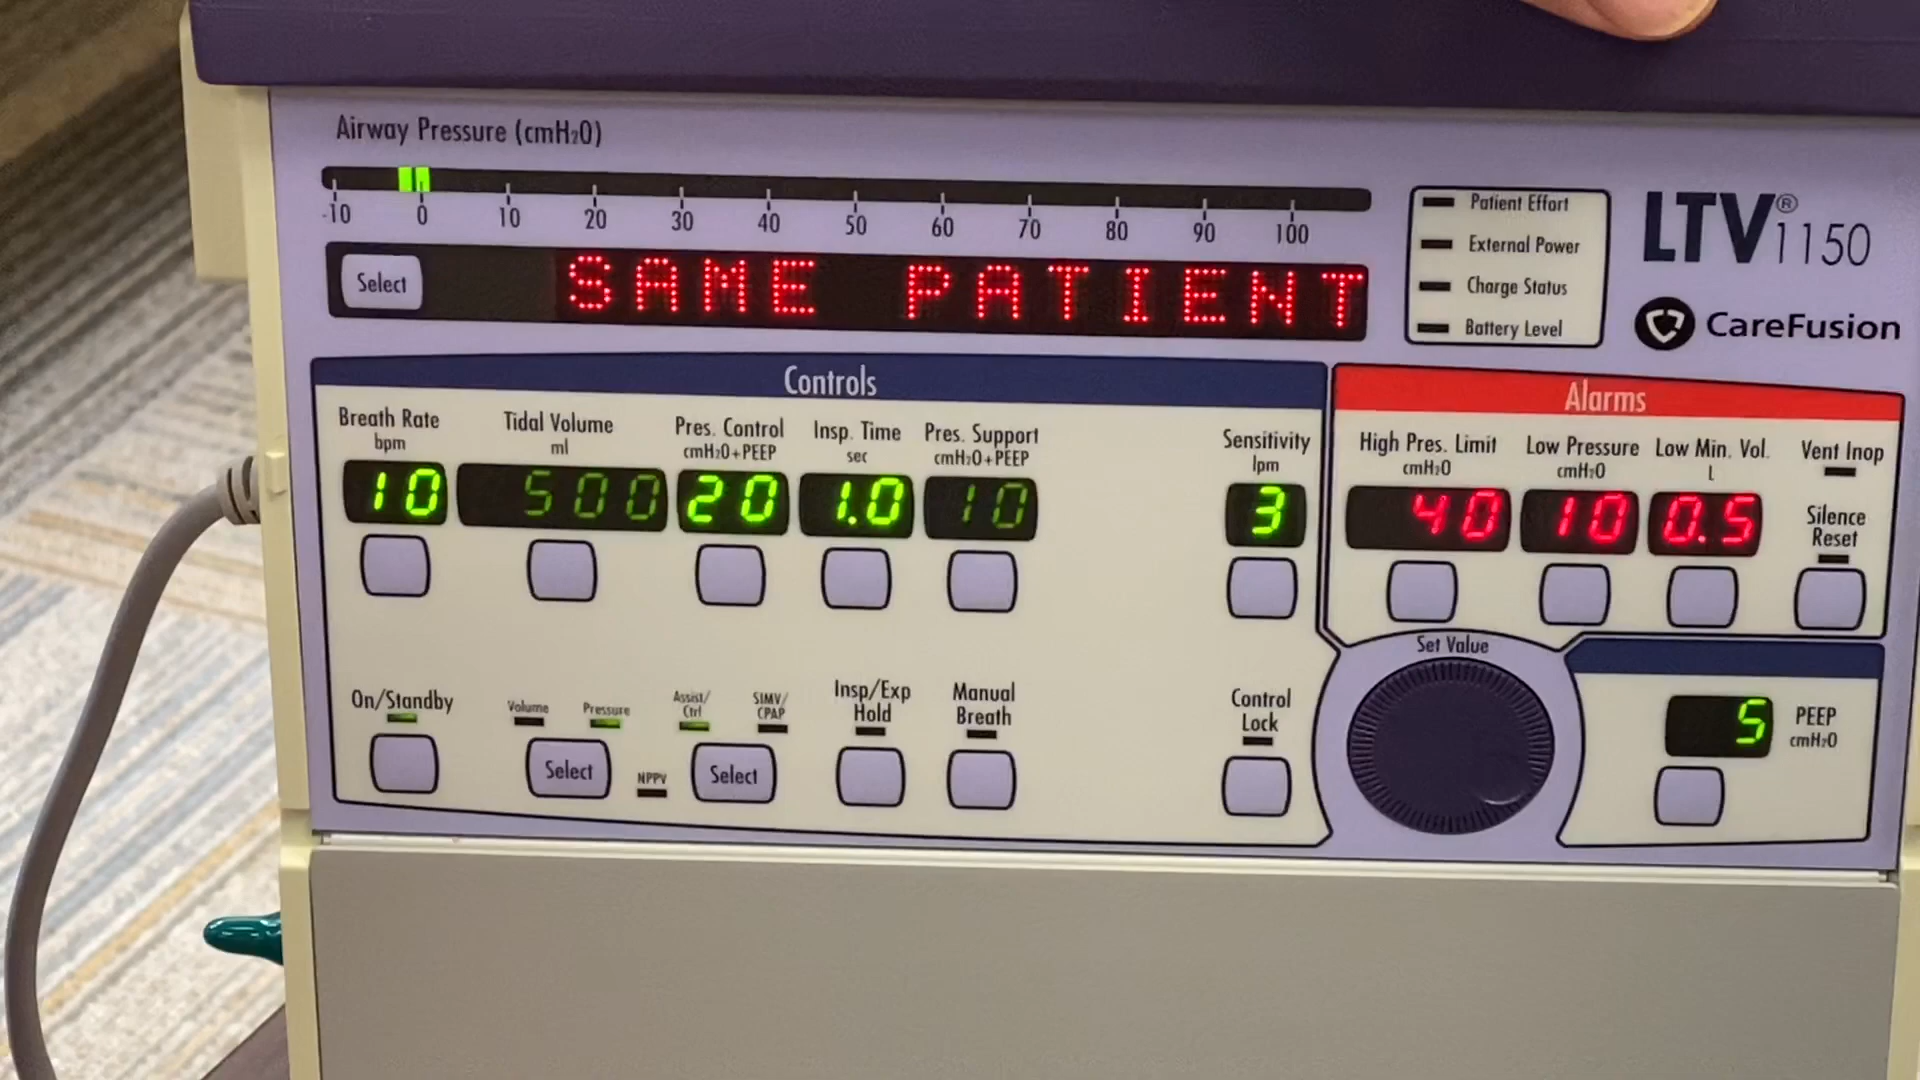 Airway Pressure (cmH₂O)
-10 0 10 20 30 40 50 60 70 80 90 100
Select
SAME PATIENT
Patient Effort
External Power
Charge Status
Battery Level
LTV® 1150
CareFusion
Controls
Breath Rate
bpm
10
Tidal Volume
ml
500
Pres. Control
cmH₂O+PEEP
20
Insp. Time
sec
1.0
Pres. Support
cmH₂O+PEEP
10
Sensitivity
lpm
3
Alarms
High Pres. Limit
cmH₂O
40
Low Pressure
cmH₂O
10
Low Min. Vol.
L
0.5
Vent Inop
Silence
Reset
On/Standby
Volume
Pressure
Select
NPPV
Assist/
Ctrl
SIMV/
CPAP
Select
Insp/Exp
Hold
Manual
Breath
Control
Lock
Set Value
5
PEEP
cmH₂O